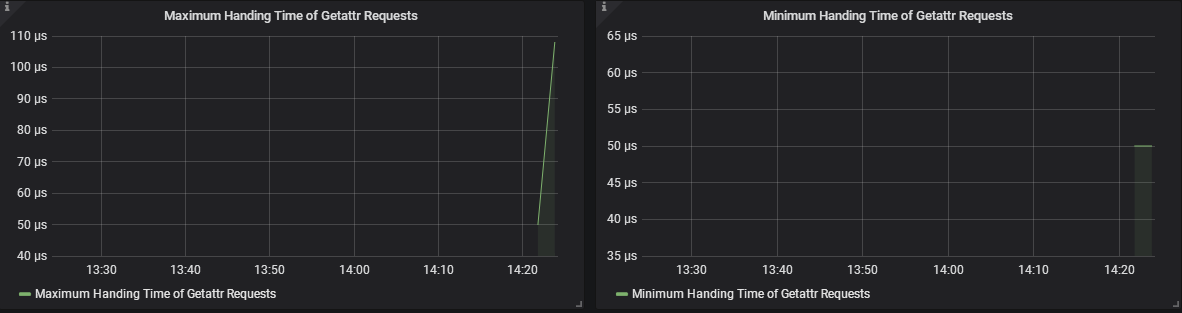 Maximum Handing Time of Getattr Requests
110 µs
100 µs
90 µs
80 µs
70 µs
60 µs
50 µs
40 µs
13:30 13:40 13:50 14:00 14:10 14:20
Maximum Handing Time of Getattr Requests
Minimum Handing Time of Getattr Requests
65 µs
60 µs
55 µs
50 µs
45 µs
40 µs
35 µs
13:30 13:40 13:50 14:00 14:10 14:20
Minimum Handing Time of Getattr Requests